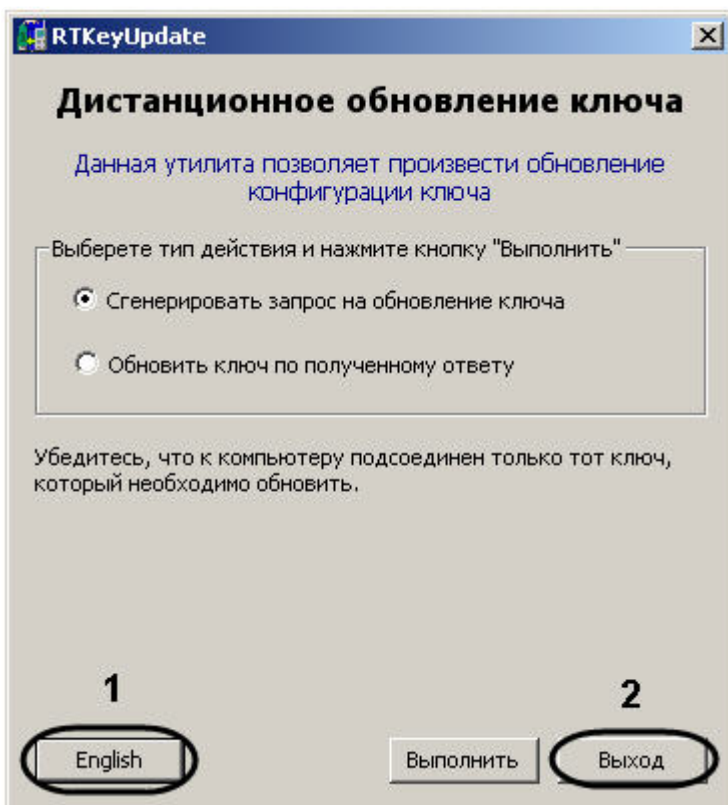 RTKeyUpdate
Дистанционное обновление ключа
Данная утилита позволяет произвести обновление
конфигурации ключа
Выберете тип действия и нажмите кнопку "Выполнить"
Сгенерировать запрос на обновление ключа
Обновить ключ по полученному ответу
Убедитесь, что к компьютеру подсоединен только тот ключ,
который необходимо обновить.
1 2
English Выполнить Выход